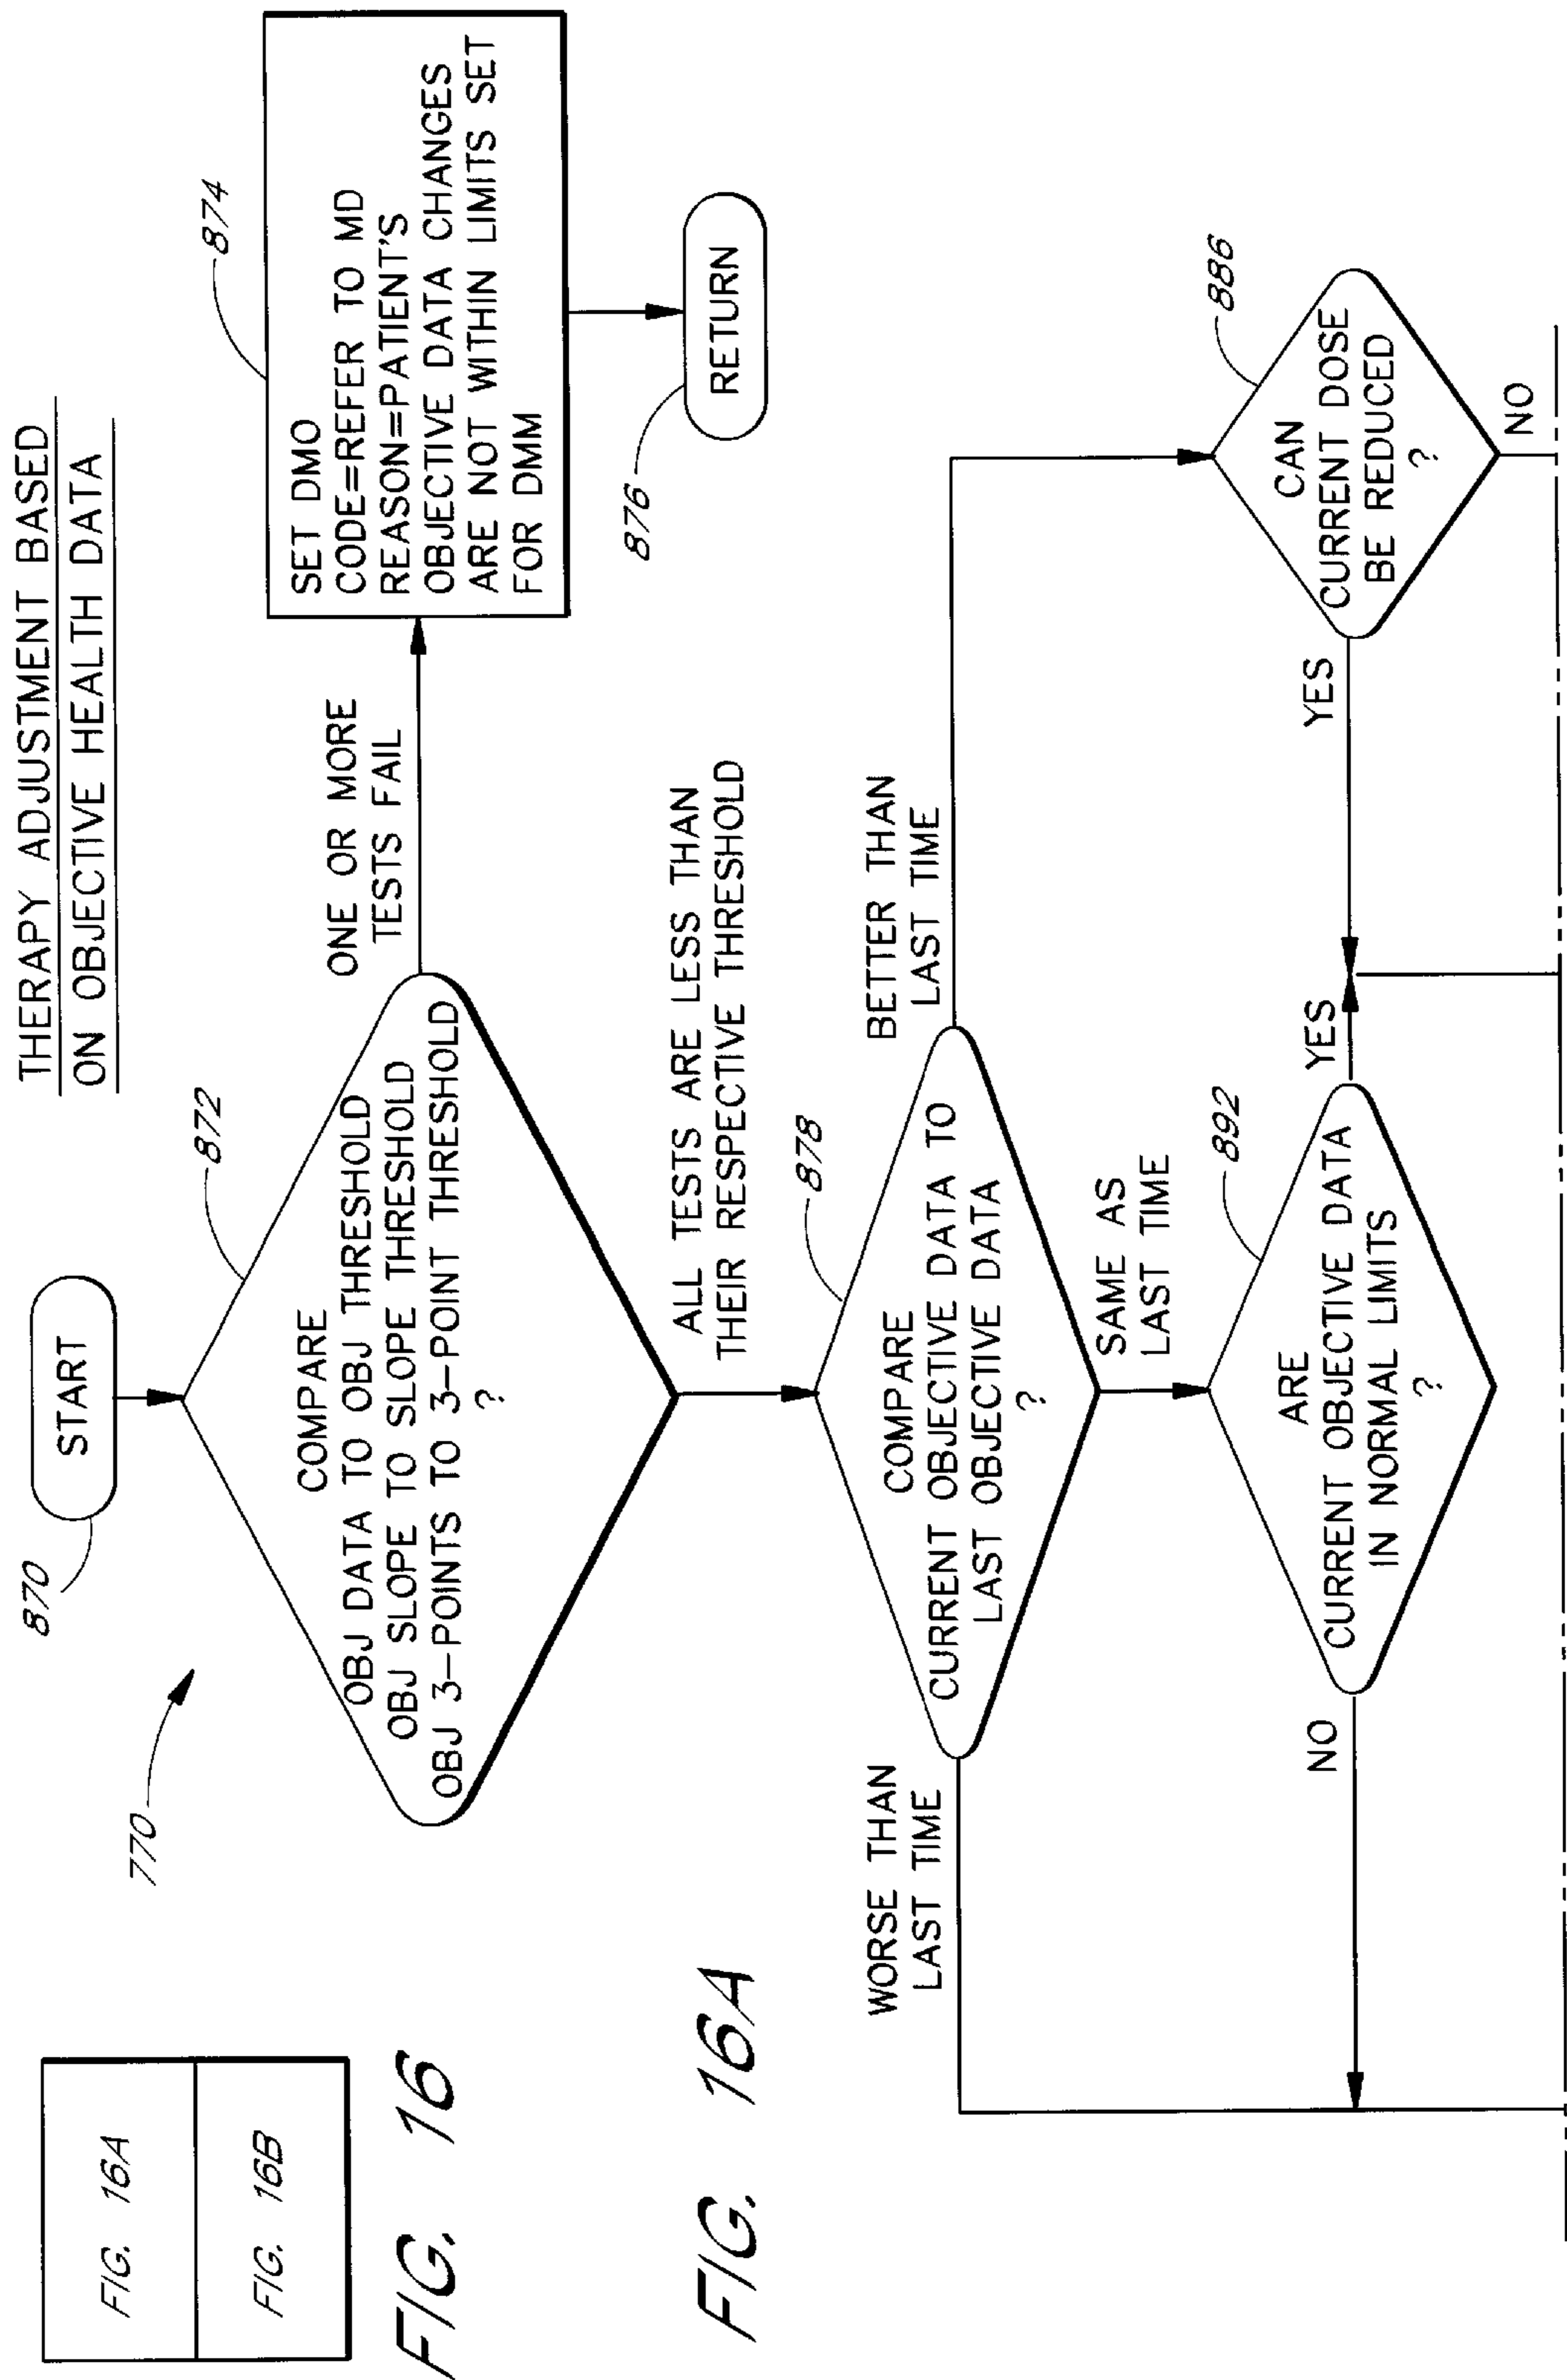 THERAPY ADJUSTMENT BASED
ON OBJECTIVE HEALTH DATA
FIG. 16A
FIG. 16B
FIG. 16
FIG. 16A
770
870
START
872
COMPARE
OBJ DATA TO OBJ THRESHOLD
OBJ SLOPE TO SLOPE THRESHOLD
OBJ 3-POINTS TO 3-POINT THRESHOLD
?
ONE OR MORE
TESTS FAIL
874
SET DMO
CODE=REFER TO MD
REASON=PATIENT'S
OBJECTIVE DATA CHANGES
ARE NOT WITHIN LIMITS SET
FOR DMM
876
RETURN
ALL TESTS ARE LESS THAN
THEIR RESPECTIVE THRESHOLD
878
COMPARE
CURRENT OBJECTIVE DATA TO
LAST OBJECTIVE DATA
?
WORSE THAN
LAST TIME
BETTER THAN
LAST TIME
SAME AS
LAST TIME
892
ARE
CURRENT OBJECTIVE DATA
IN NORMAL LIMITS
?
NO
YES
886
CAN
CURRENT DOSE
BE REDUCED
?
YES
NO